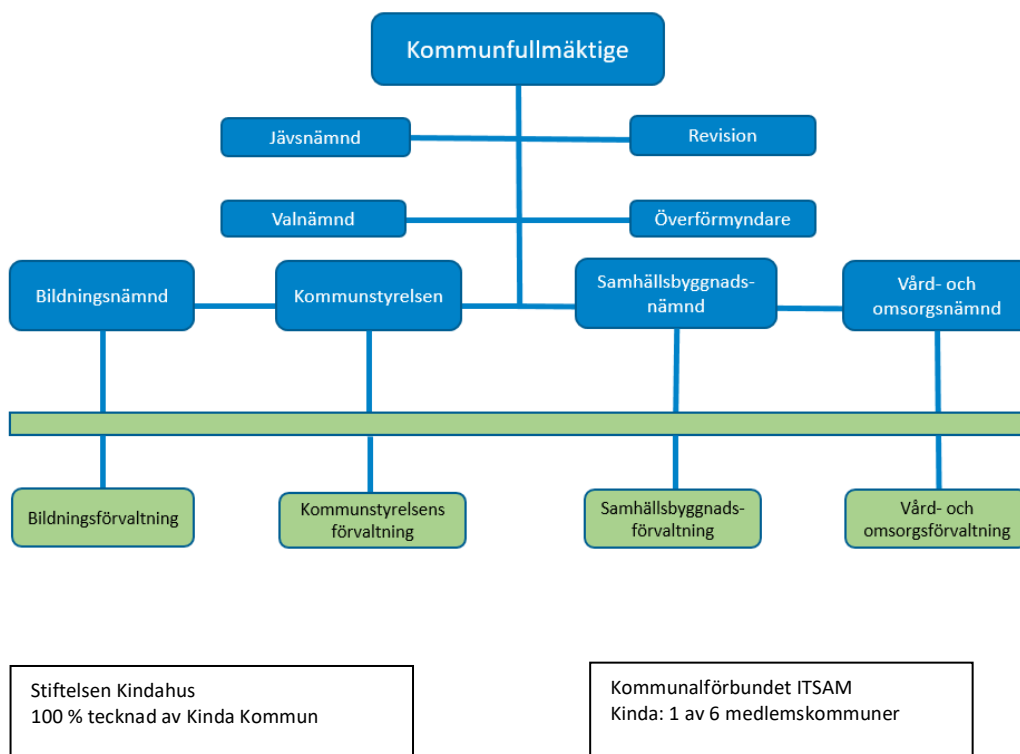 Kommunfullmäktige
Jävsnämnd
Revision
Valnämnd
Överförmyndare
Bildningsnämnd
Kommunstyrelsen
Samhällsbyggnads-
nämnd
Vård- och
omsorgsnämnd
Bildningsförvaltning
Kommunstyrelsens
förvaltning
Samhällsbyggnads-
förvaltning
Vård- och
omsorgsförvaltning
Stiftelsen Kindahus
100 % tecknad av Kinda Kommun
Kommunalförbundet ITSAM
Kinda: 1 av 6 medlemskommuner